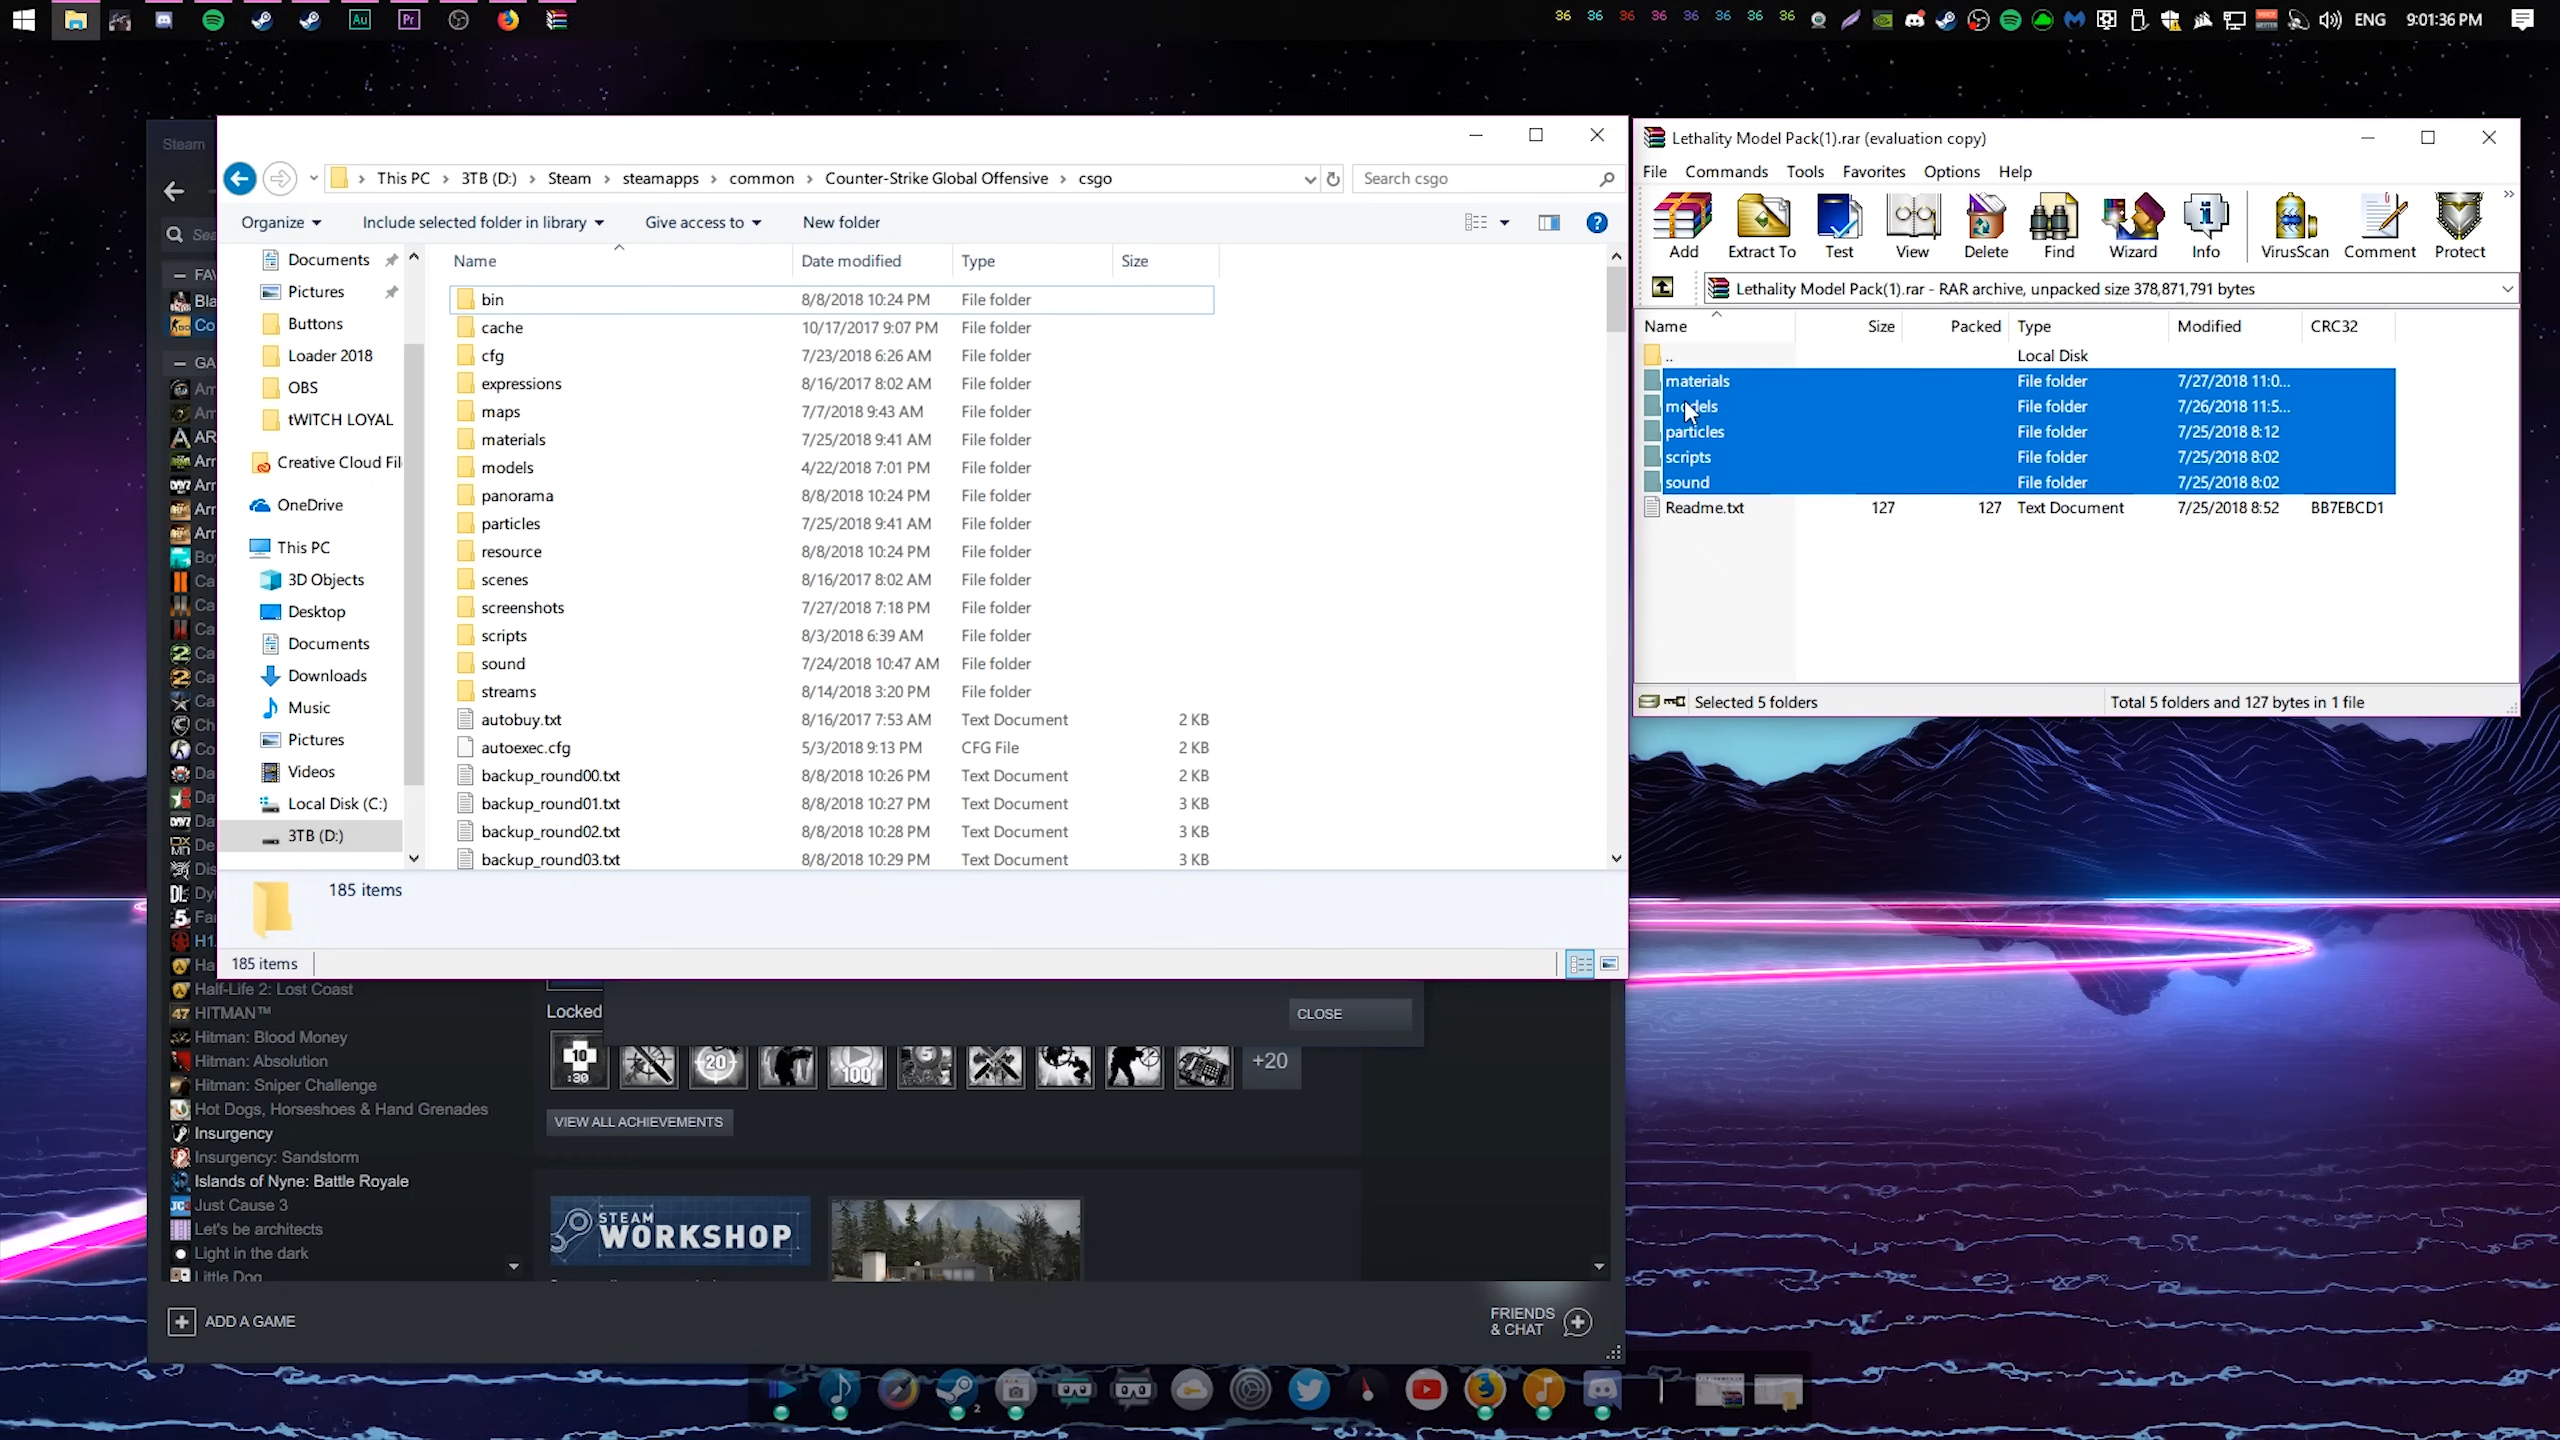 36 36 36 36 36 36 36 36 ENG 9:01:36 PM
Au Pr
Steam
FAV
Bla
Co
GA
This PC › 3TB (D:) › Steam › steamapps › common › Counter-Strike Global Offensive › csgo
Search csgo
Organize Include selected folder in library Give access to New folder
Documents
Pictures
Buttons
Loader 2018
OBS
tWITCH LOYAL
Creative Cloud Fil
OneDrive
This PC
3D Objects
Desktop
Documents
Downloads
Music
Pictures
Videos
Local Disk (C:)
3TB (D:)
Name Date modified Type Size
bin 8/8/2018 10:24 PM File folder
cache 10/17/2017 9:07 PM File folder
cfg 7/23/2018 6:26 AM File folder
expressions 8/16/2017 8:02 AM File folder
maps 7/7/2018 9:43 AM File folder
materials 7/25/2018 9:41 AM File folder
models 4/22/2018 7:01 PM File folder
panorama 8/8/2018 10:24 PM File folder
particles 7/25/2018 9:41 AM File folder
resource 8/8/2018 10:24 PM File folder
scenes 8/16/2017 8:02 AM File folder
screenshots 7/27/2018 7:18 PM File folder
scripts 8/3/2018 6:39 AM File folder
sound 7/24/2018 10:47 AM File folder
streams 8/14/2018 3:20 PM File folder
autobuy.txt 8/16/2017 7:53 AM Text Document 2 KB
autoexec.cfg 5/3/2018 9:13 PM CFG File 2 KB
backup_round00.txt 8/8/2018 10:26 PM Text Document 2 KB
backup_round01.txt 8/8/2018 10:27 PM Text Document 3 KB
backup_round02.txt 8/8/2018 10:28 PM Text Document 3 KB
backup_round03.txt 8/8/2018 10:29 PM Text Document 3 KB
185 items
185 items
Lethality Model Pack(1).rar (evaluation copy)
File Commands Tools Favorites Options Help
Add Extract To Test View Delete Find Wizard Info VirusScan Comment Protect
Lethality Model Pack(1).rar - RAR archive, unpacked size 378,871,791 bytes
Name Size Packed Type Modified CRC32
.. Local Disk
materials File folder 7/27/2018 11:0...
models File folder 7/26/2018 11:5...
particles File folder 7/25/2018 8:12
scripts File folder 7/25/2018 8:02
sound File folder 7/25/2018 8:02
Readme.txt 127 127 Text Document 7/25/2018 8:52 BB7EBCD1
Selected 5 folders Total 5 folders and 127 bytes in 1 file
Half-Life 2: Lost Coast
HITMAN™
Hitman: Blood Money
Hitman: Absolution
Hitman: Sniper Challenge
Hot Dogs, Horseshoes & Hand Grenades
Insurgency
Insurgency: Sandstorm
Islands of Nyne: Battle Royale
Just Cause 3
Let's be architects
Light in the dark
Little Dog
Locked
CLOSE
+20
VIEW ALL ACHIEVEMENTS
STEAM
WORKSHOP
ADD A GAME
FRIENDS
& CHAT